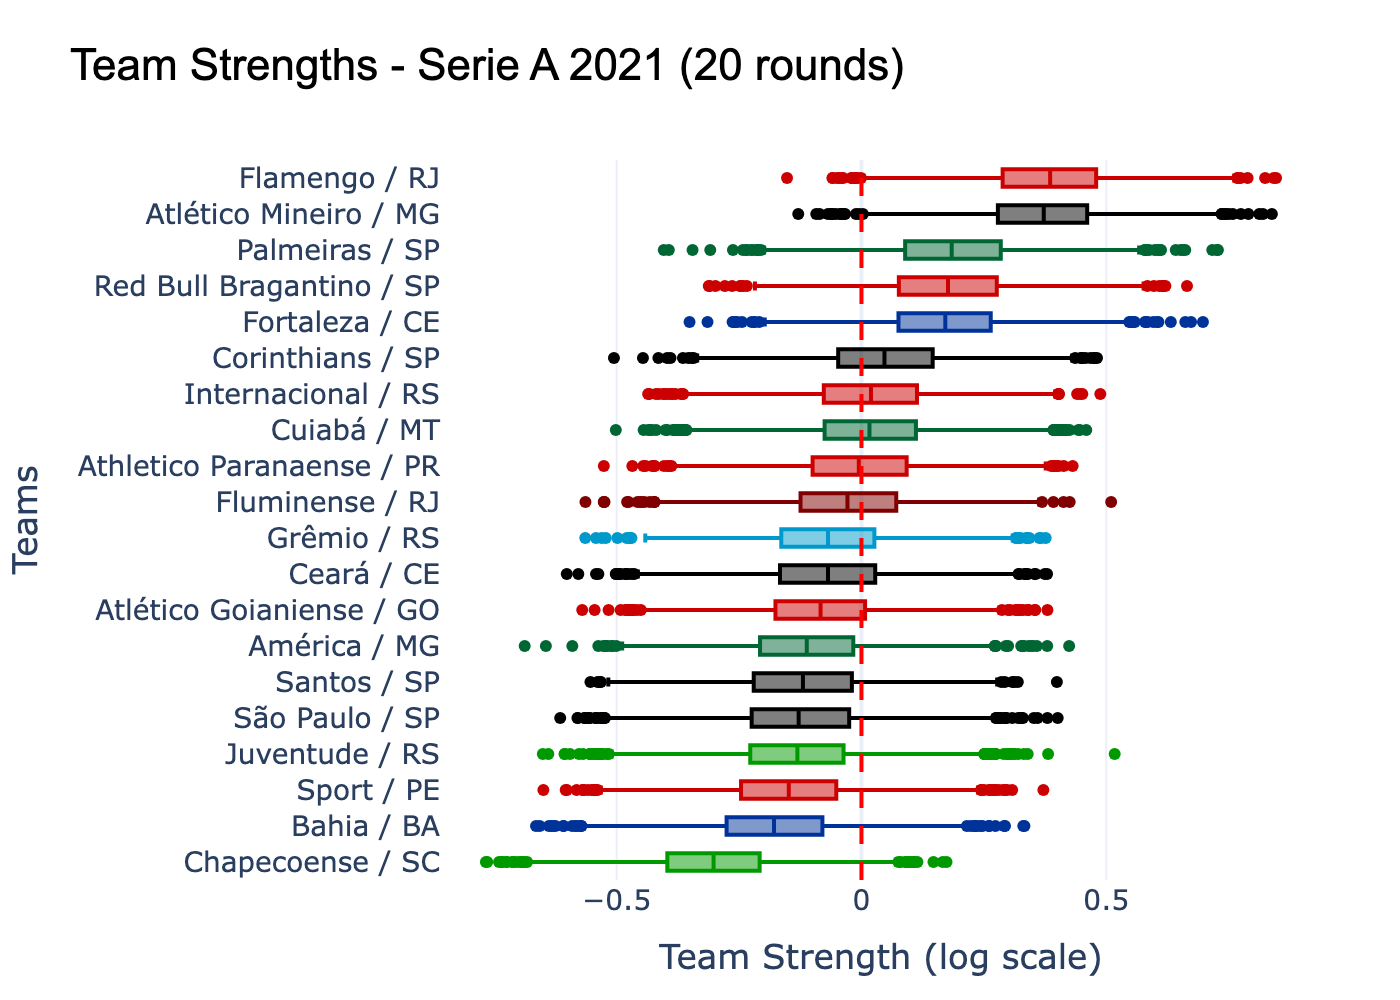 Team Strengths - Serie A 2021 (20 rounds)
Teams
Flamengo / RJ
Atlético Mineiro / MG
Palmeiras / SP
Red Bull Bragantino / SP
Fortaleza / CE
Corinthians / SP
Internacional / RS
Cuiabá / MT
Athletico Paranaense / PR
Fluminense / RJ
Grêmio / RS
Ceará / CE
Atlético Goianiense / GO
América / MG
Santos / SP
São Paulo / SP
Juventude / RS
Sport / PE
Bahia / BA
Chapecoense / SC
−0.5 0 0.5
Team Strength (log scale)